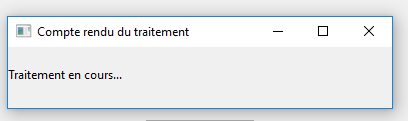 Compte rendu du traitement
Traitement en cours...